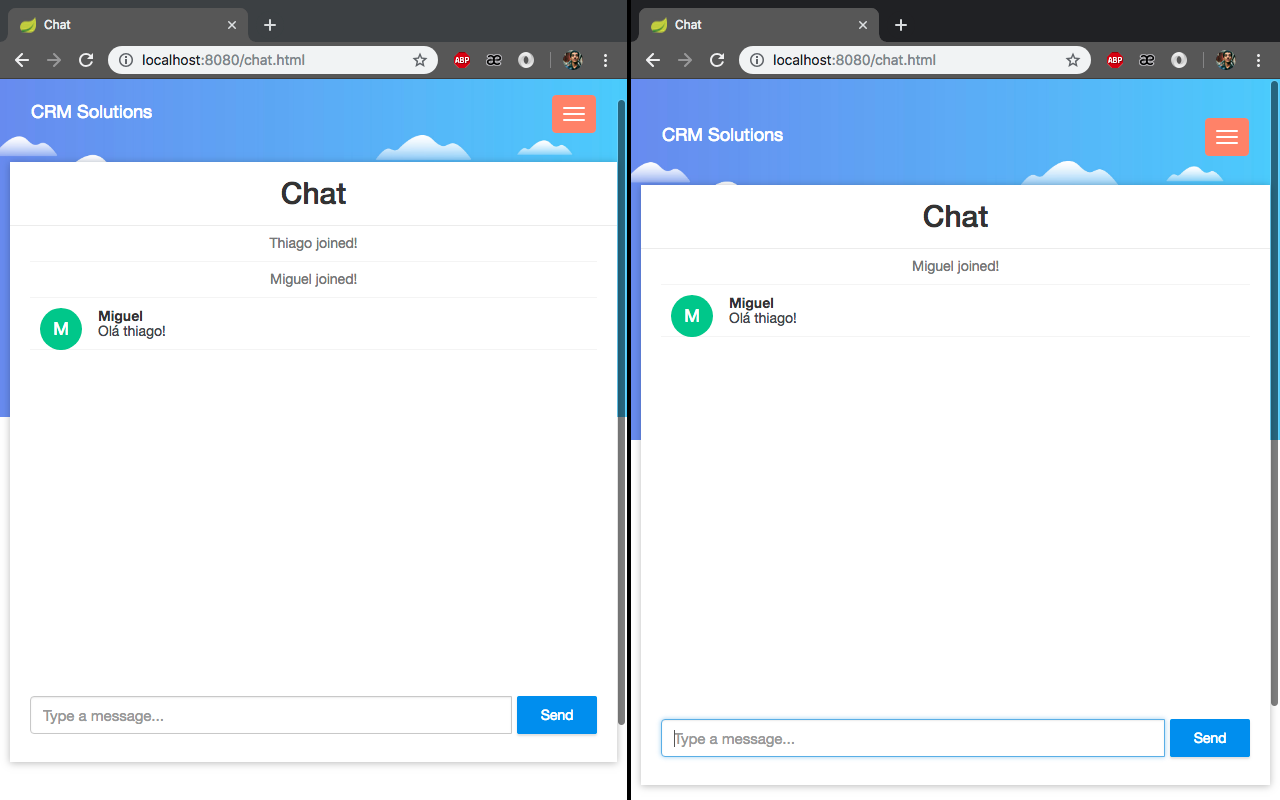 Chat
localhost:8080/chat.html
ABP
æ
CRM Solutions
Chat
Thiago joined!
Miguel joined!
M
Miguel
Olá thiago!
Type a message...
Send
Chat
localhost:8080/chat.html
ABP
æ
CRM Solutions
Chat
Miguel joined!
M
Miguel
Olá thiago!
Type a message...
Send